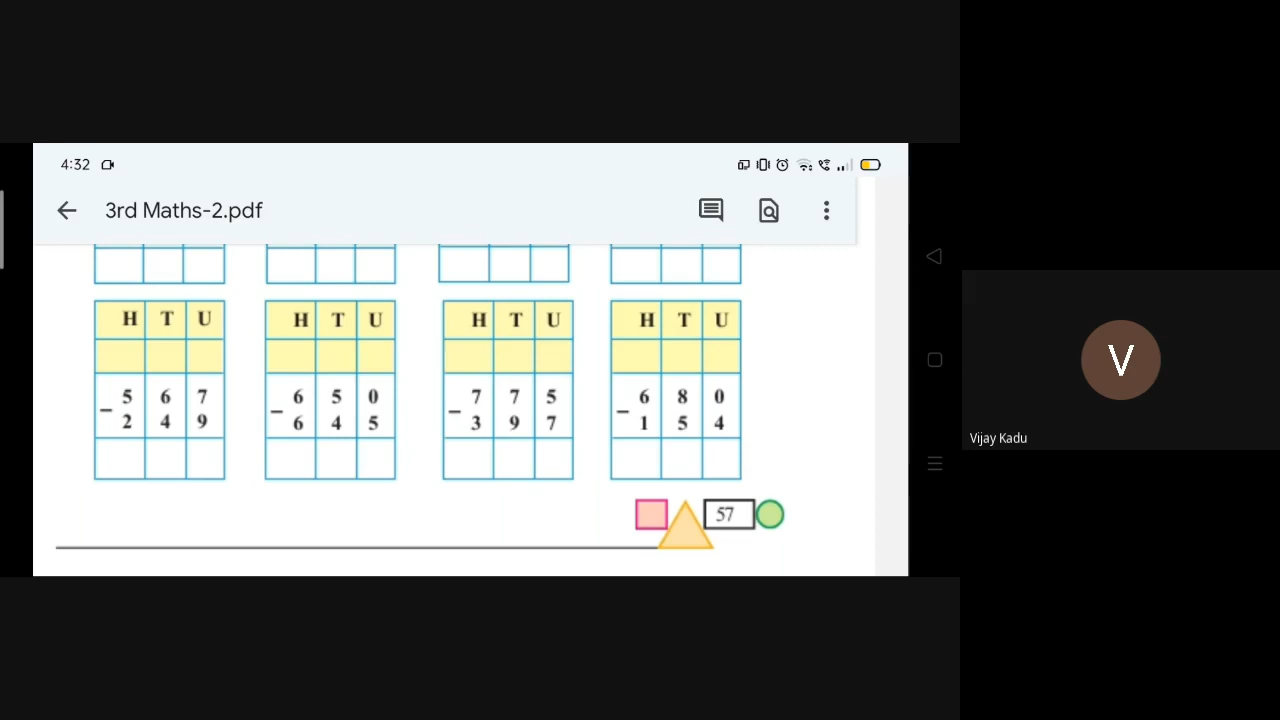 4:32
3rd Maths-2.pdf
H T U
5 6 7
− 2 4 9
H T U
6 5 0
− 6 4 5
H T U
7 7 5
− 3 9 7
H T U
6 8 0
− 1 5 4
57
V
Vijay Kadu